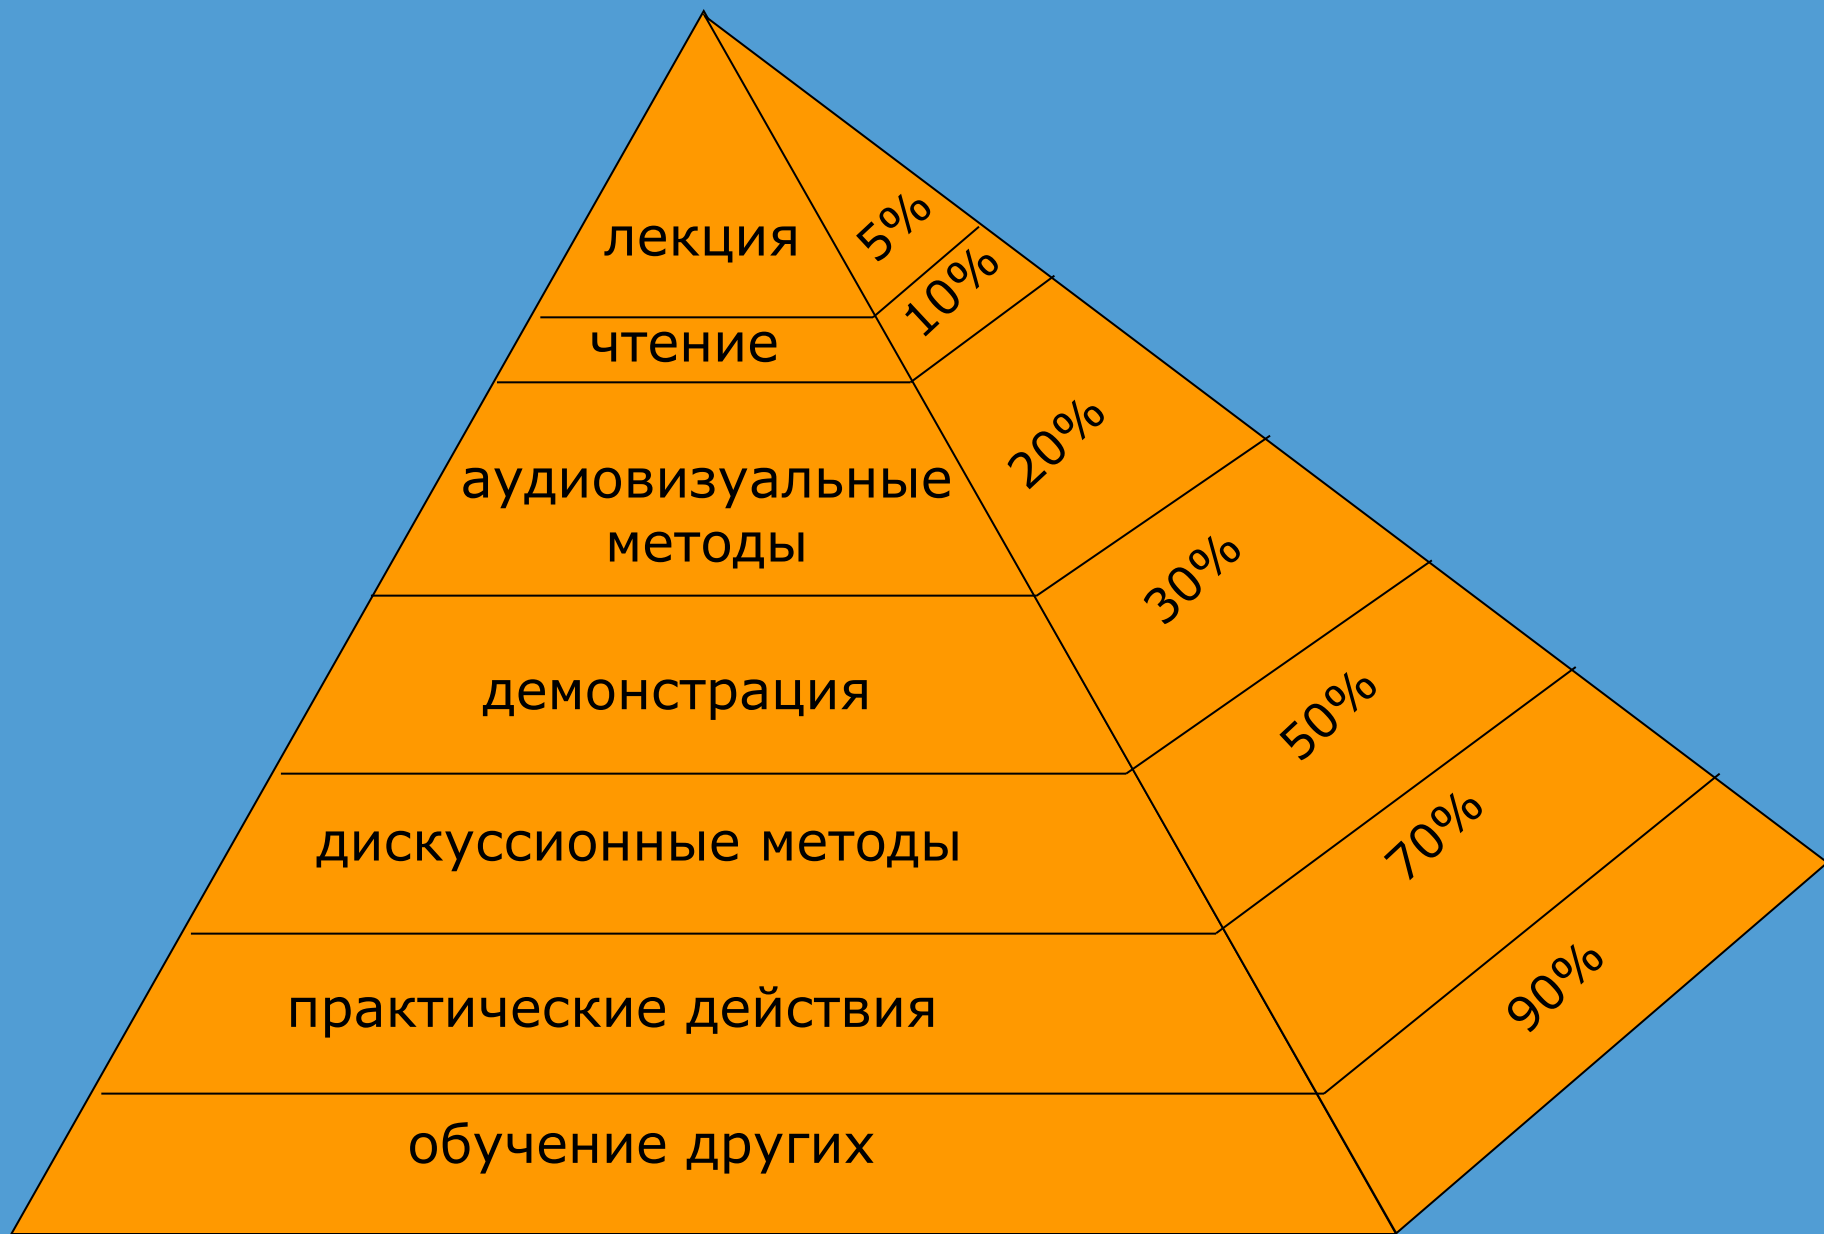 лекция
5%
чтение
10%
аудиовизуальные
методы
20%
демонстрация
30%
дискуссионные методы
50%
практические действия
70%
обучение других
90%